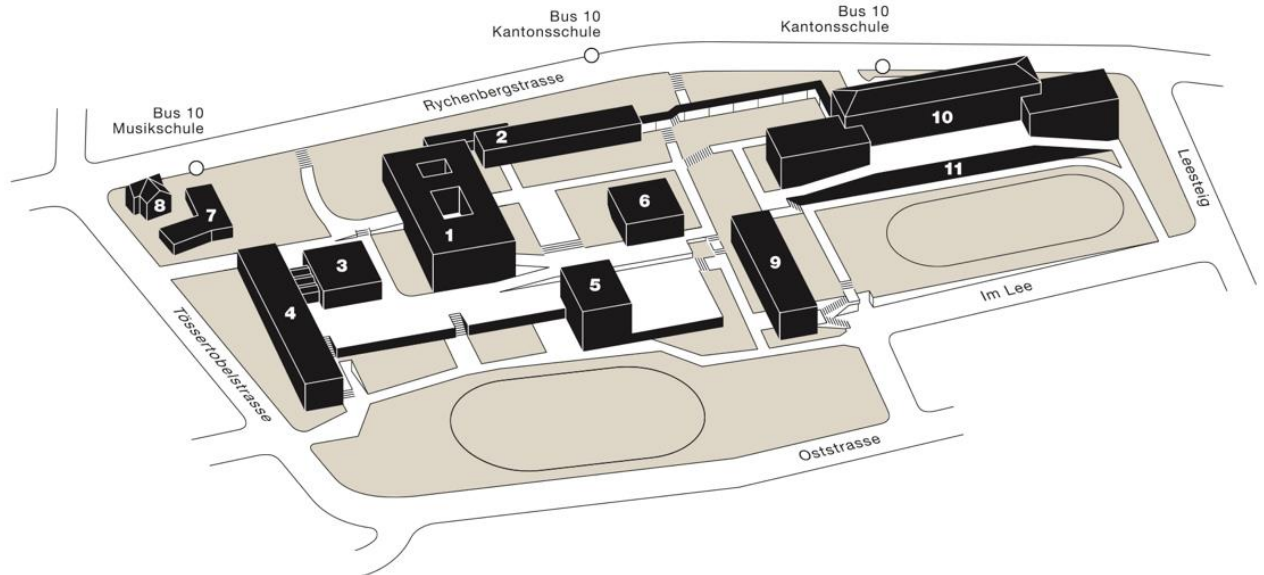 Bus 10
Kantonsschule
Bus 10
Kantonsschule
Rychenbergstrasse
Bus 10
Musikschule
2
10
11
Leesteig
8
7
6
1
3
9
5
4
Im Lee
Tössertobelstrasse
Oststrasse